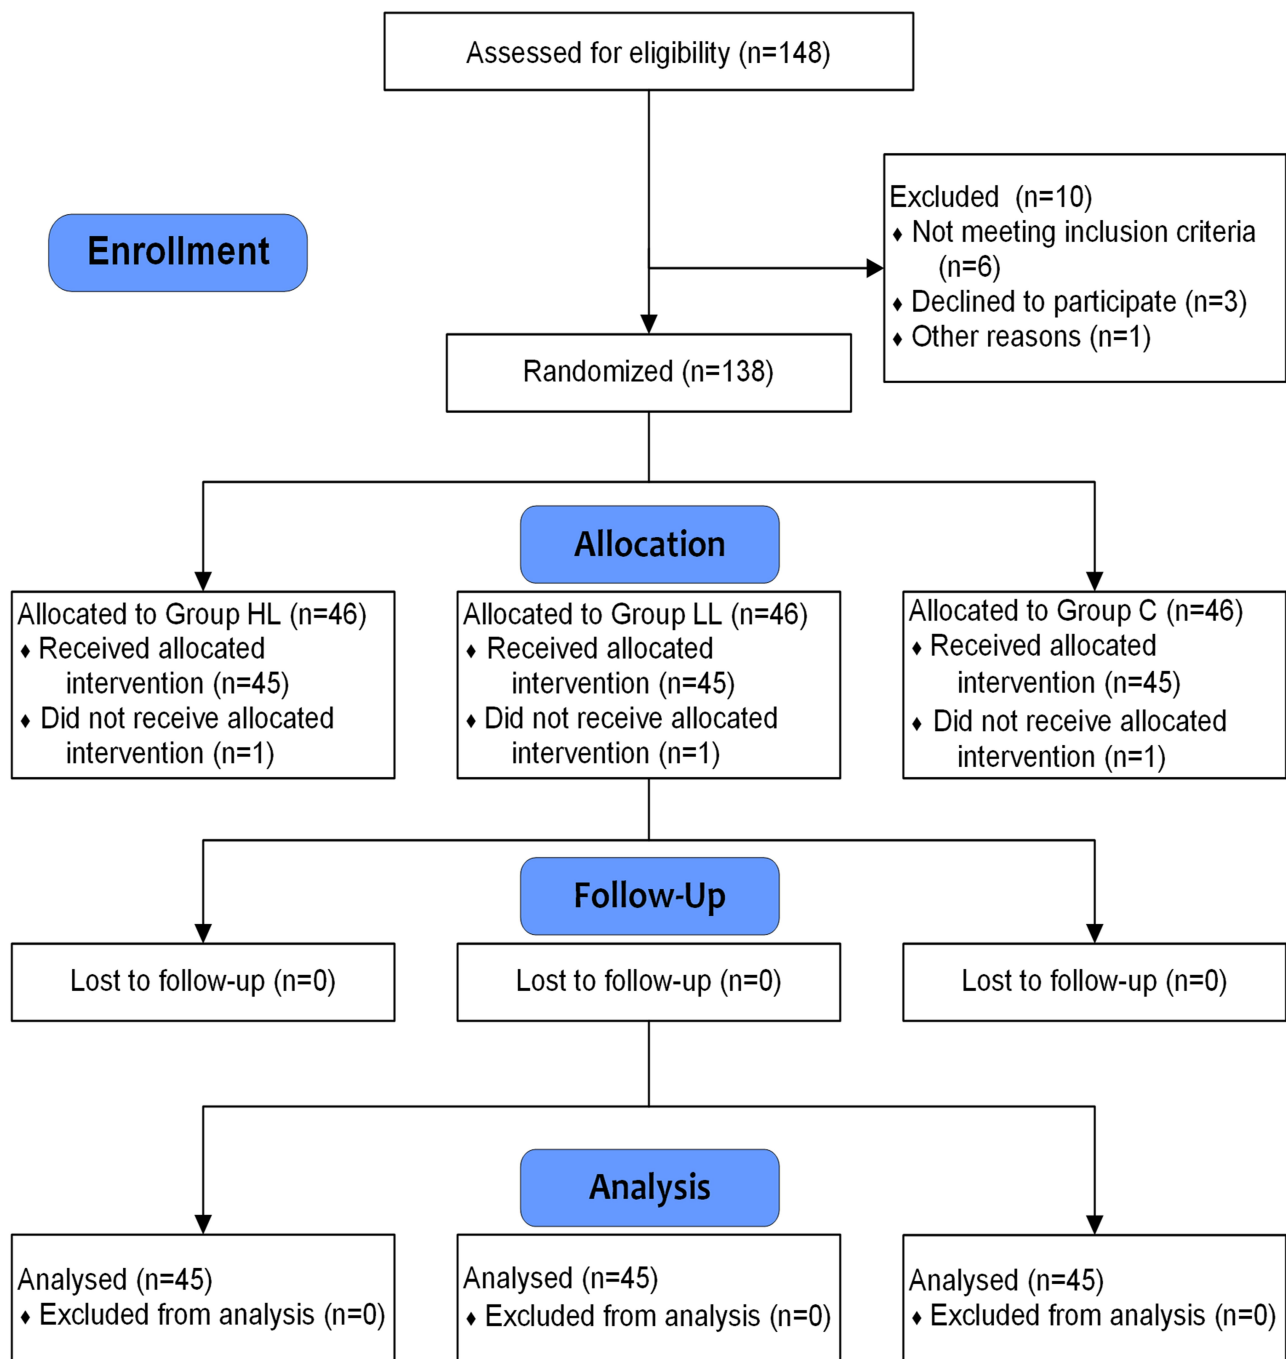 Assessed for eligibility (n=148)
Excluded (n=10)
♦ Not meeting inclusion criteria
(n=6)
♦ Declined to participate (n=3)
♦ Other reasons (n=1)
Enrollment
Randomized (n=138)
Allocation
Allocated to Group HL (n=46)
♦ Received allocated
intervention (n=45)
♦ Did not receive allocated
intervention (n=1)
Allocated to Group LL (n=46)
♦ Received allocated
intervention (n=45)
♦ Did not receive allocated
intervention (n=1)
Allocated to Group C (n=46)
♦ Received allocated
intervention (n=45)
♦ Did not receive allocated
intervention (n=1)
Follow-Up
Lost to follow-up (n=0)
Lost to follow-up (n=0)
Lost to follow-up (n=0)
Analysis
Analysed (n=45)
♦ Excluded from analysis (n=0)
Analysed (n=45)
♦ Excluded from analysis (n=0)
Analysed (n=45)
♦ Excluded from analysis (n=0)